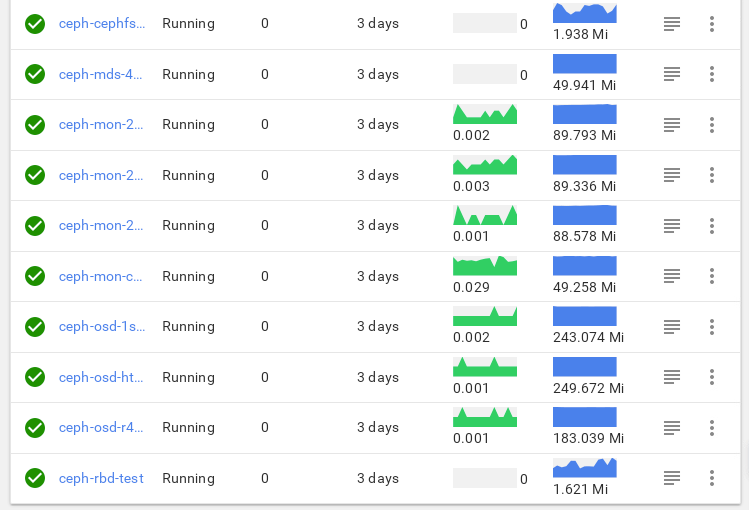 ceph-cephfs... Running 0 3 days 0 1.938 Mi
ceph-mds-4... Running 0 3 days 0 49.941 Mi
ceph-mon-2... Running 0 3 days 0.002 89.793 Mi
ceph-mon-2... Running 0 3 days 0.003 89.336 Mi
ceph-mon-2... Running 0 3 days 0.001 88.578 Mi
ceph-mon-c... Running 0 3 days 0.029 49.258 Mi
ceph-osd-1s... Running 0 3 days 0.002 243.074 Mi
ceph-osd-ht... Running 0 3 days 0.001 249.672 Mi
ceph-osd-r4... Running 0 3 days 0.001 183.039 Mi
ceph-rbd-test Running 0 3 days 0 1.621 Mi